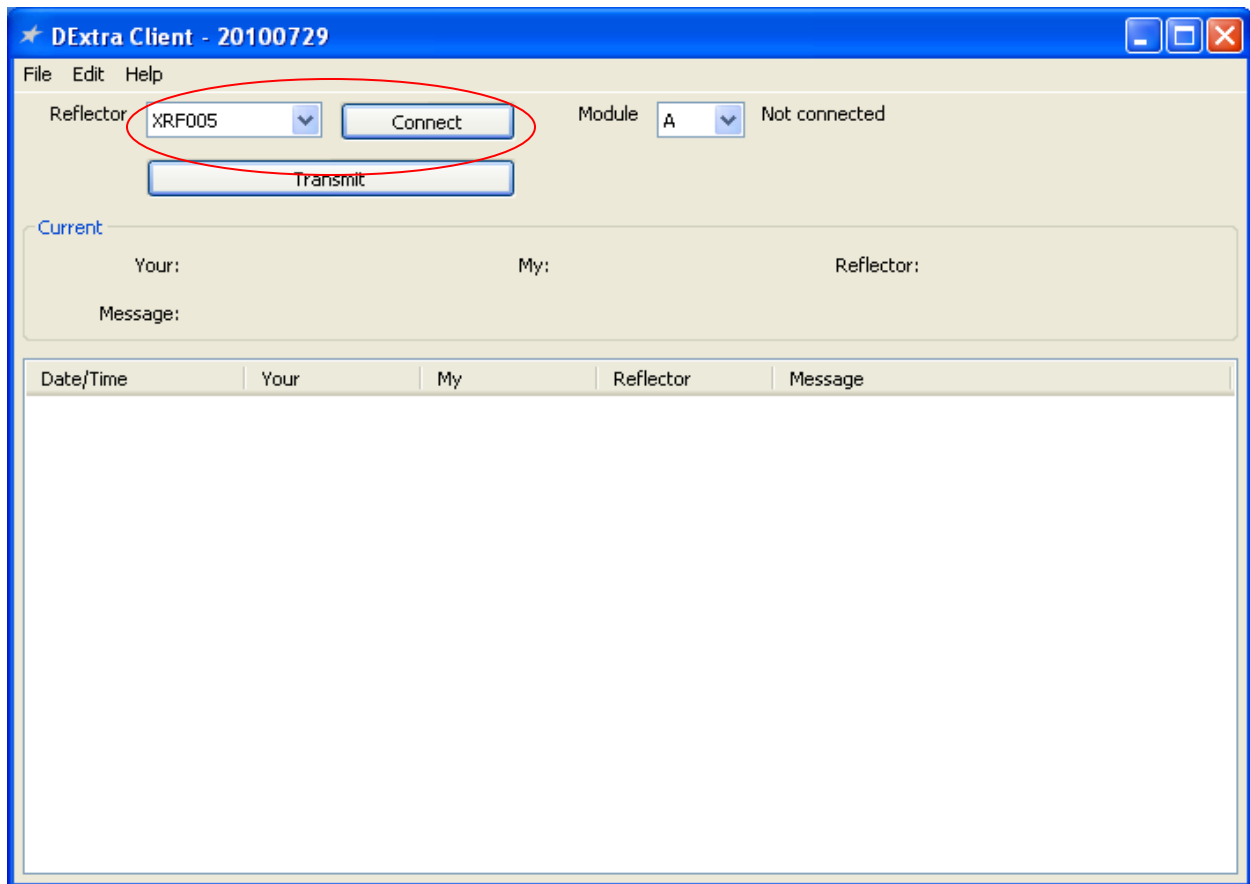 DExtra Client - 20100729
File Edit Help
Reflector XRF005 Connect Module A Not connected
Transmit
Current
Your: My: Reflector:
Message:
Date/Time Your My Reflector Message